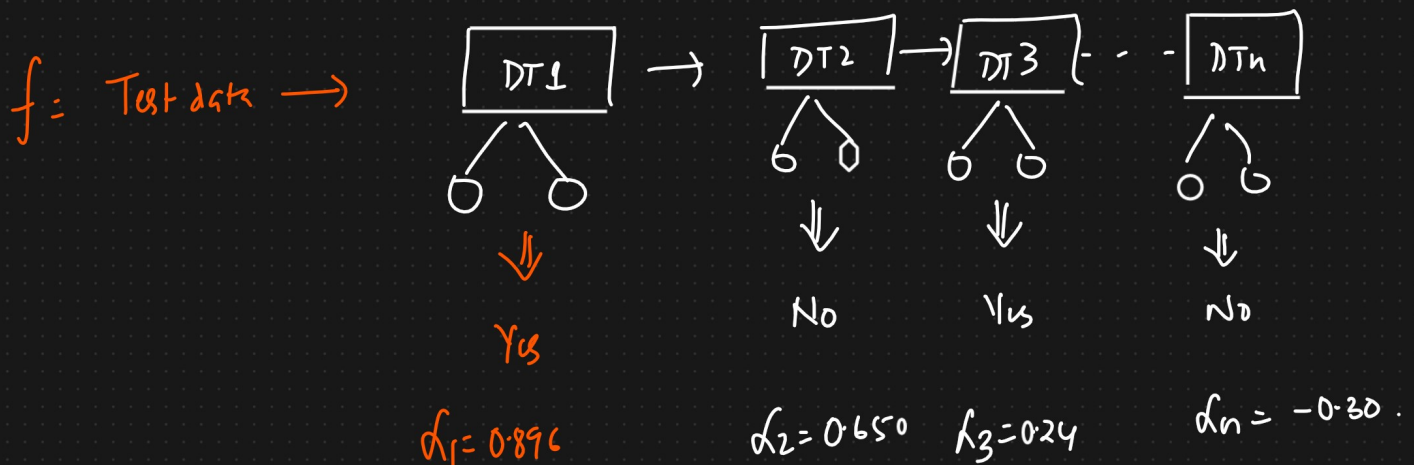 f = Test data → DT1 → DT2 → DT3 - - - DTn
No Yes No
Yes
α1 = 0.896 α2 = 0.650 α3 = 0.24 αn = -0.30.